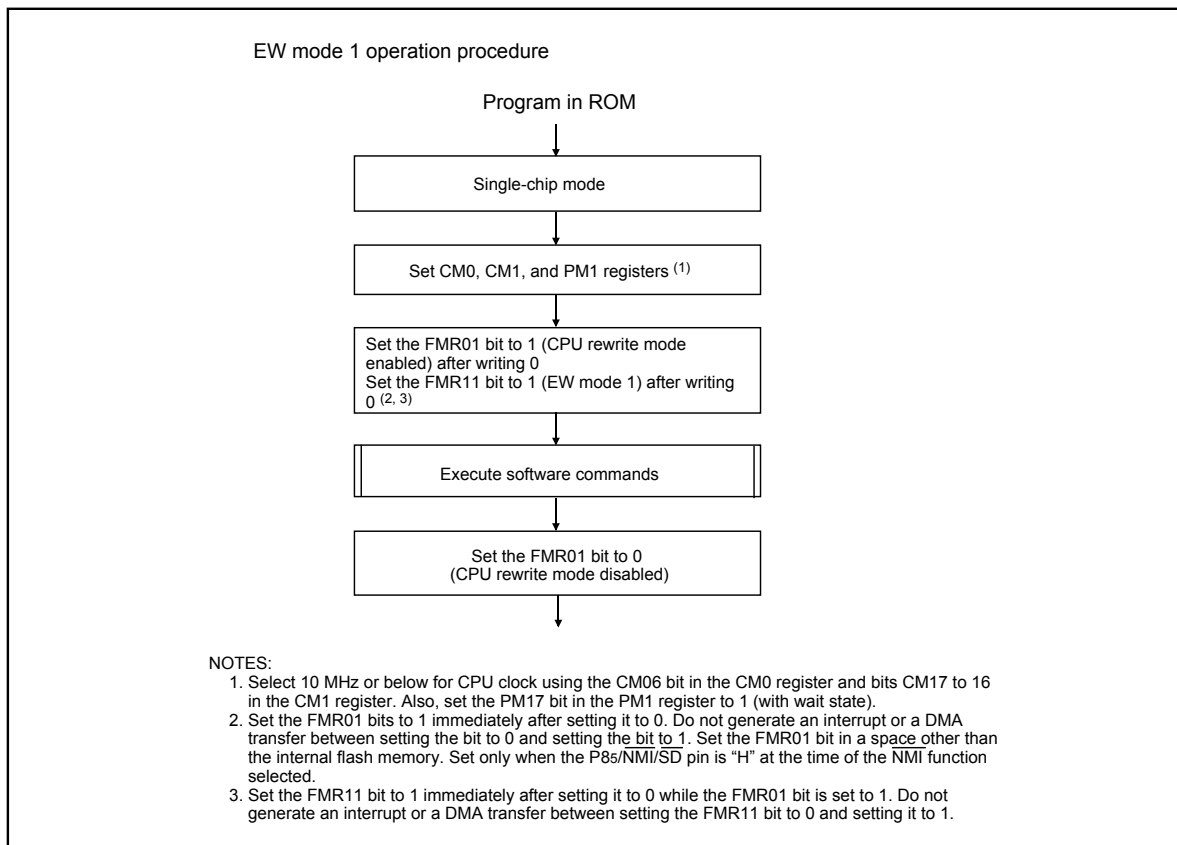 EW mode 1 operation procedure
Program in ROM
Single-chip mode
Set CM0, CM1, and PM1 registers (1)
Set the FMR01 bit to 1 (CPU rewrite mode
enabled) after writing 0
Set the FMR11 bit to 1 (EW mode 1) after writing
0 (2, 3)
Execute software commands
Set the FMR01 bit to 0
(CPU rewrite mode disabled)
NOTES:
1. Select 10 MHz or below for CPU clock using the CM06 bit in the CM0 register and bits CM17 to 16
in the CM1 register. Also, set the PM17 bit in the PM1 register to 1 (with wait state).
2. Set the FMR01 bits to 1 immediately after setting it to 0. Do not generate an interrupt or a DMA
transfer between setting the bit to 0 and setting the bit to 1. Set the FMR01 bit in a space other than
the internal flash memory. Set only when the P85/NMI/SD pin is “H” at the time of the NMI function
selected.
3. Set the FMR11 bit to 1 immediately after setting it to 0 while the FMR01 bit is set to 1. Do not
generate an interrupt or a DMA transfer between setting the FMR11 bit to 0 and setting it to 1.